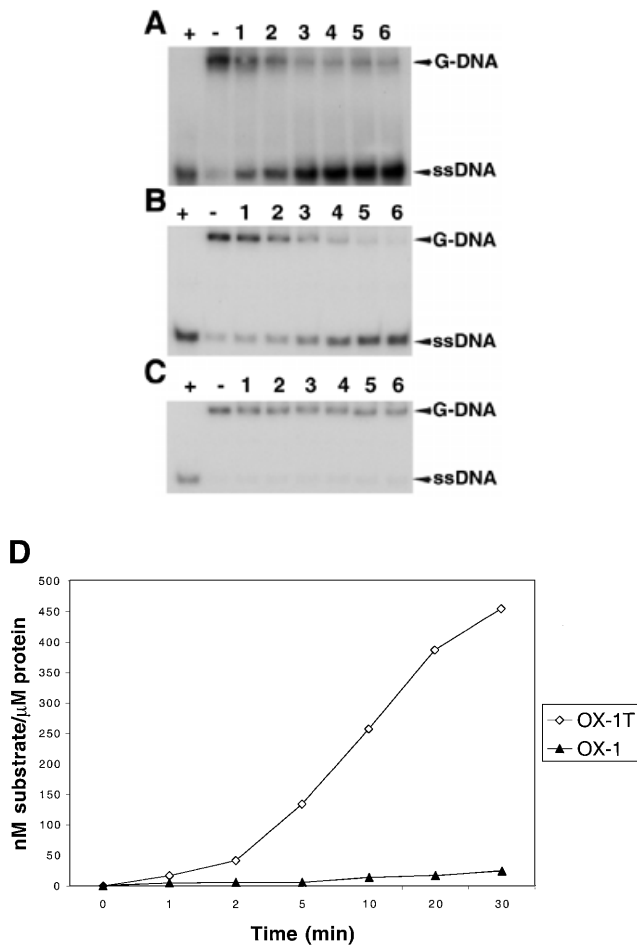 A
+ - 1 2 3 4 5 6
G-DNA
ssDNA
B
+ - 1 2 3 4 5 6
G-DNA
ssDNA
C
+ - 1 2 3 4 5 6
G-DNA
ssDNA
D
500
450
400
350
300
250
200
150
100
50
0
nM substrate/µM protein
0 1 2 5 10 20 30
Time (min)
OX-1T
OX-1